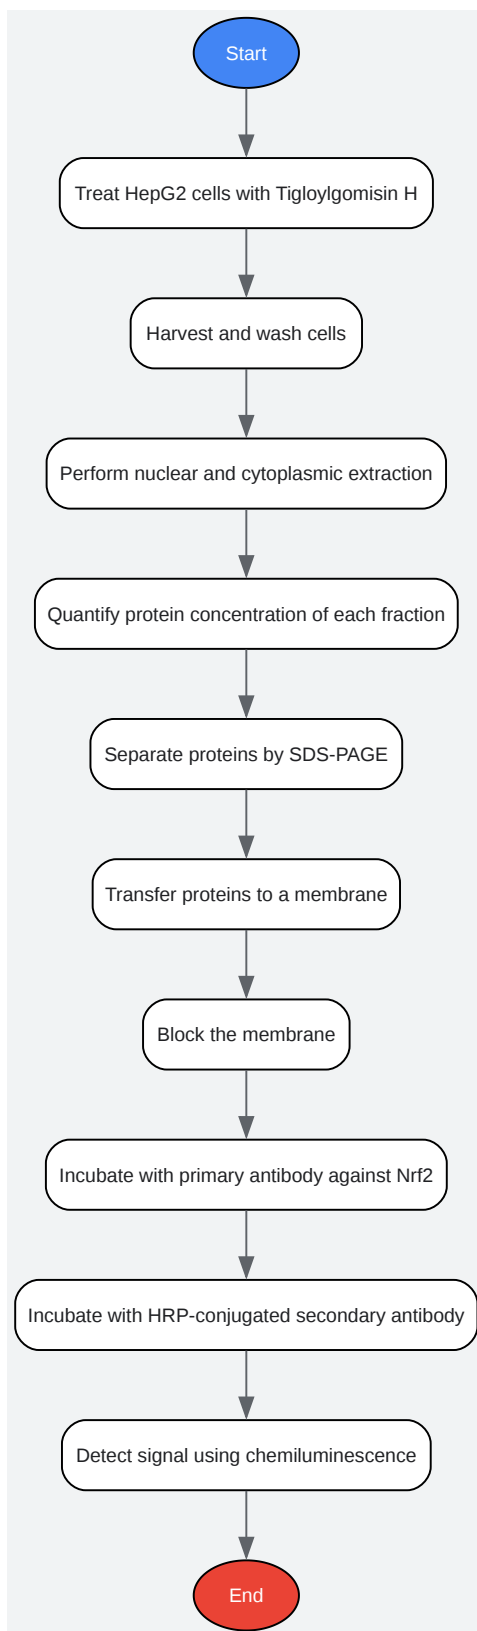 Start
Treat HepG2 cells with Tigloylgomisin H
Harvest and wash cells
Perform nuclear and cytoplasmic extraction
Quantify protein concentration of each fraction
Separate proteins by SDS-PAGE
Transfer proteins to a membrane
Block the membrane
Incubate with primary antibody against Nrf2
Incubate with HRP-conjugated secondary antibody
Detect signal using chemiluminescence
End